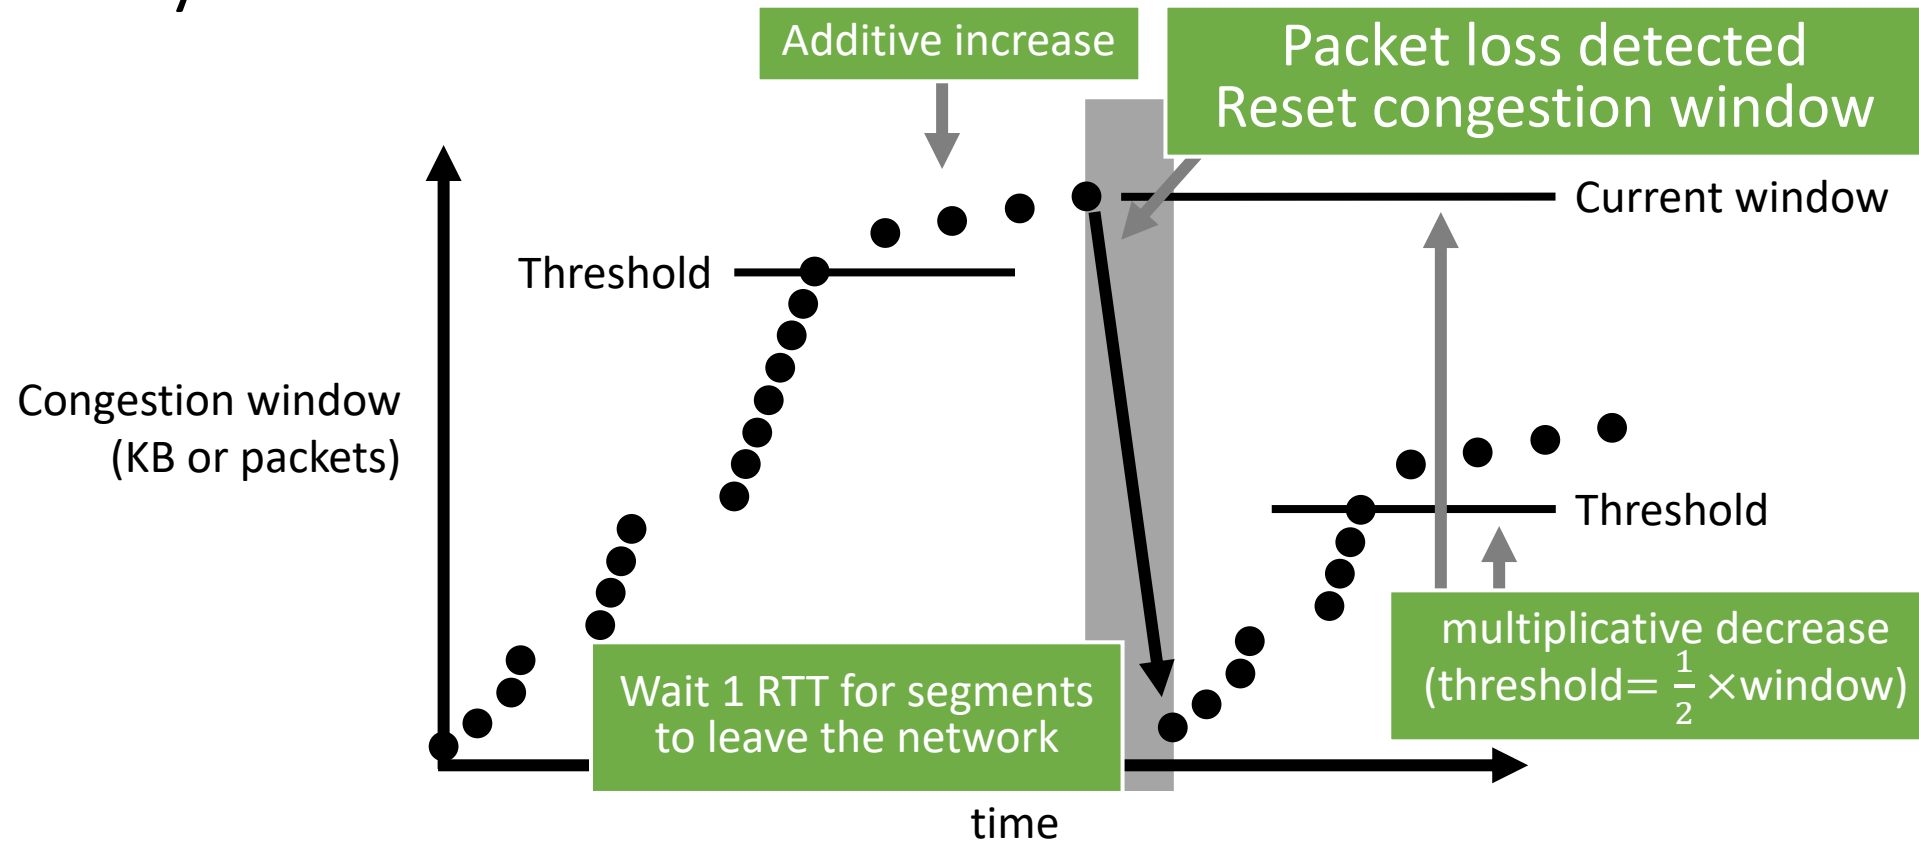 Additive increase
Packet loss detected
Reset congestion window
Current window
Threshold
Congestion window
(KB or packets)
Threshold
multiplicative decrease
(threshold= 1/2 ×window)
Wait 1 RTT for segments
to leave the network
time